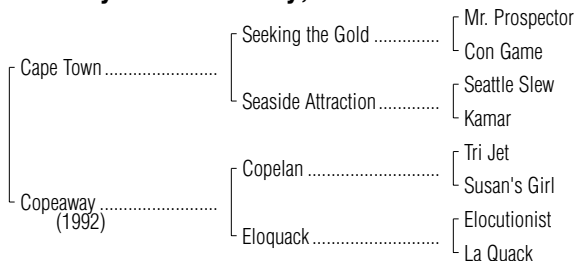 Mr. Prospector
Seeking the Gold ..............
Con Game
Cape Town ........................
Seattle Slew
Seaside Attraction.............
Kamar
Tri Jet
Copelan ............................
Susan's Girl
Copeaway .........................
(1992)
Elocutionist
Eloquack...........................
La Quack